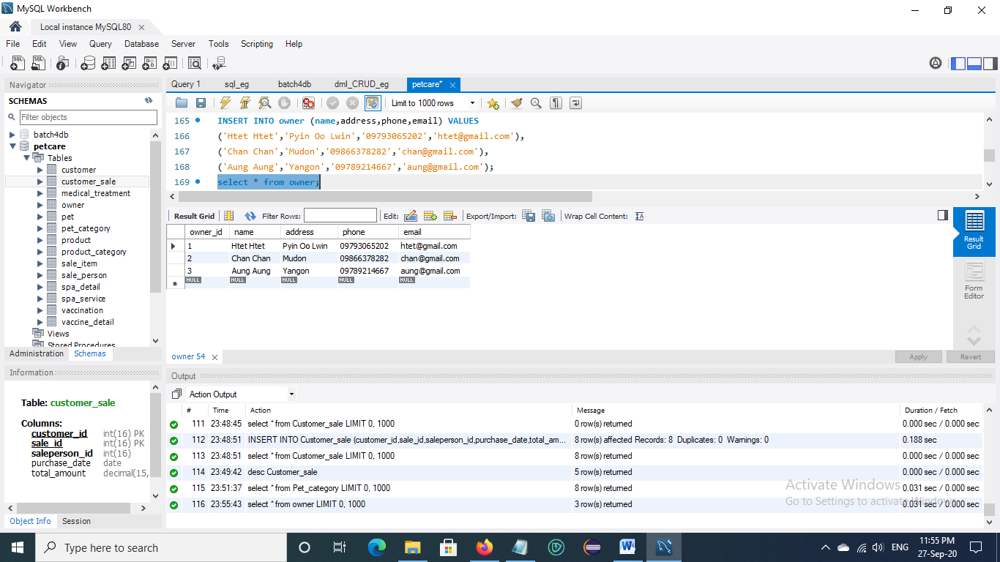 MySQL Workbench
Local instance MySQL80
File Edit View Query Database Server Tools Scripting Help
Navigator
SCHEMAS
Filter objects
batch4db
petcare
Tables
customer
customer_sale
medical_treatment
owner
pet
pet_category
product
product_category
sale_item
sale_person
spa_detail
spa_service
vaccination
vaccine_detail
Views
Stored Procedures
Administration Schemas
Information
Table: customer_sale
Columns:
customer_id int(16) PK
sale_id int(16) PK
saleperson_id int(16)
purchase_date date
total_amount decimal(15,
Object Info Session
Query 1 sql_eg batch4db dml_CRUD_eg petcare*
Limit to 1000 rows
165 INSERT INTO owner (name,address,phone,email) VALUES
166 ('Htet Htet','Pyin Oo Lwin','09793065202','htet@gmail.com'),
167 ('Chan Chan','Mudon','09866378282','chan@gmail.com'),
168 ('Aung Aung','Yangon','09789214667','aung@gmail.com');
169 select * from owner;
Result Grid Filter Rows: Edit: Export/Import: Wrap Cell Content:
owner_id name address phone email
1 Htet Htet Pyin Oo Lwin 09793065202 htet@gmail.com
2 Chan Chan Mudon 09866378282 chan@gmail.com
3 Aung Aung Yangon 09789214667 aung@gmail.com
NULL NULL NULL NULL NULL
Result
Grid
Form
Editor
owner 54
Apply Revert
Output
Action Output
# Time Action Message Duration / Fetch
111 23:48:45 select * from Customer_sale LIMIT 0, 1000 0 row(s) returned 0.000 sec / 0.000 sec
112 23:48:51 INSERT INTO Customer_sale (customer_id,sale_id,saleperson_id,purchase_date,total_am... 8 row(s) affected Records: 8 Duplicates: 0 Warnings: 0 0.188 sec
113 23:48:51 select * from Customer_sale LIMIT 0, 1000 8 row(s) returned 0.000 sec / 0.000 sec
114 23:49:42 desc Customer_sale 5 row(s) returned 0.000 sec / 0.000 sec
115 23:51:37 select * from Pet_category LIMIT 0, 1000 8 row(s) returned 0.031 sec / 0.000 sec
116 23:55:43 select * from owner LIMIT 0, 1000 3 row(s) returned 0.031 sec / 0.000 sec
Activate Windows
Go to Settings to activate Windows.
Type here to search
ENG
11:55 PM
27-Sep-20